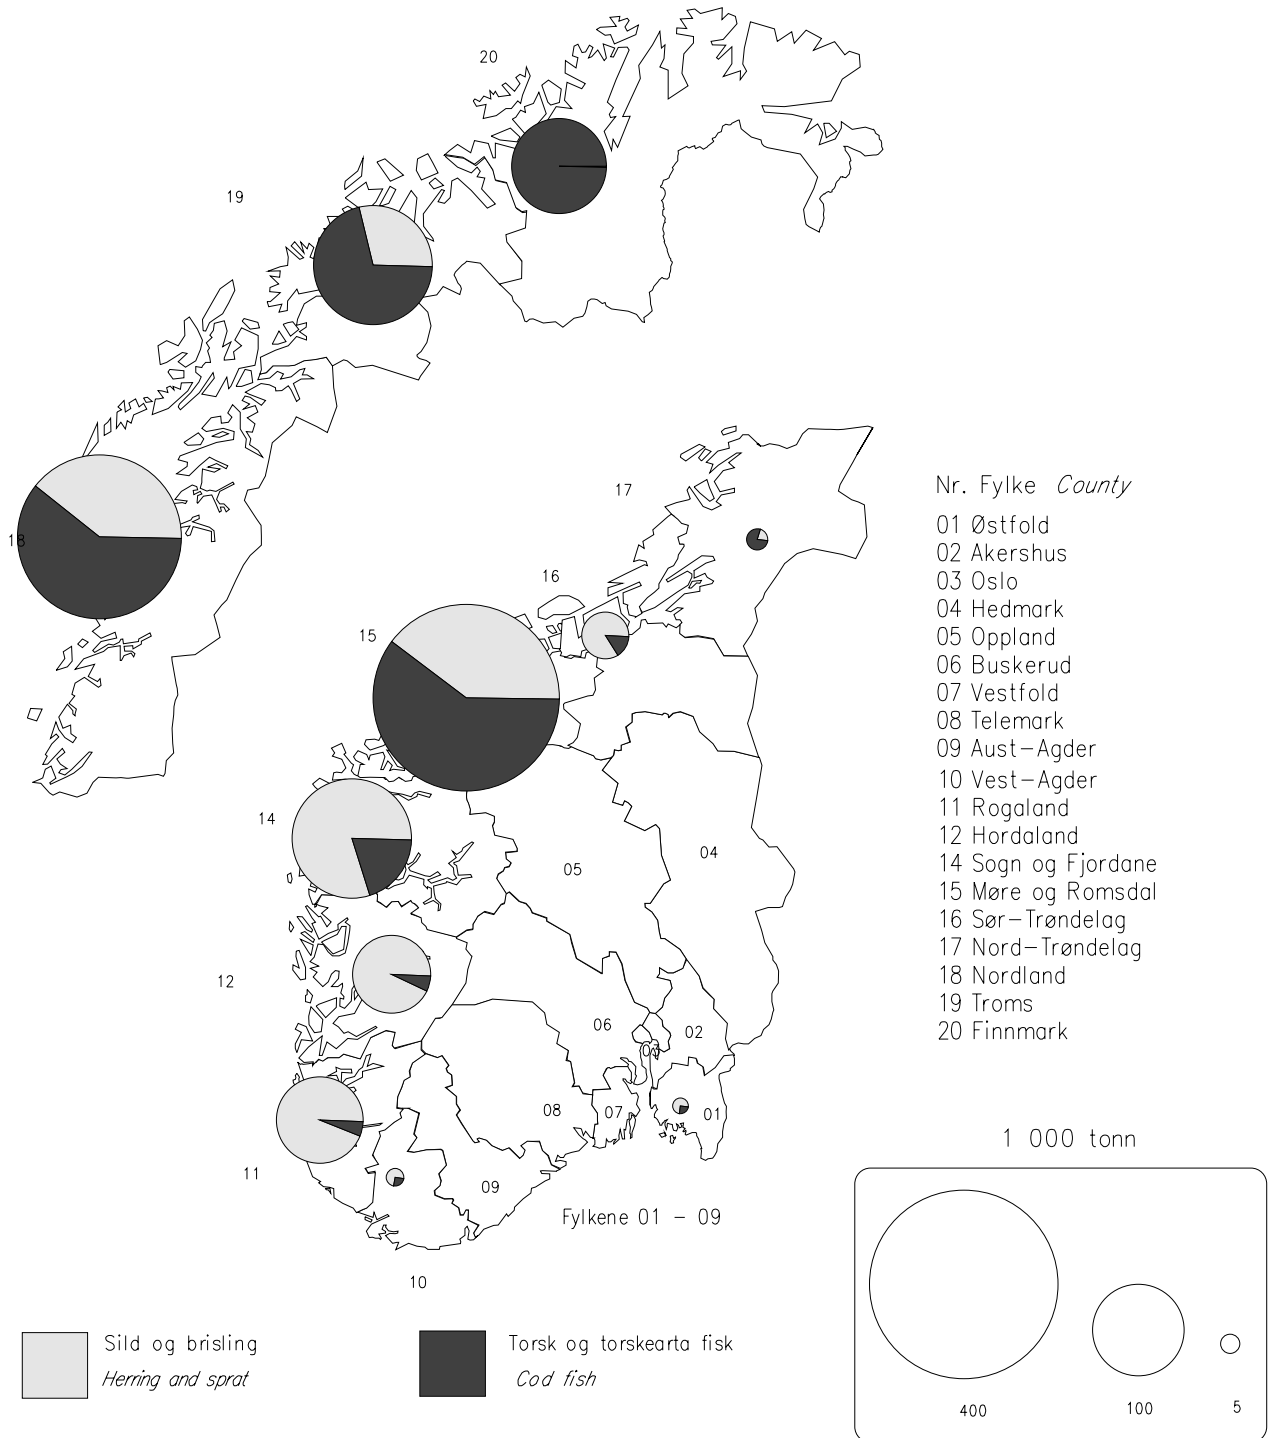 20
19
17
18
16
15
14
12
11
10
05
04
06
02
08
07
01
09
Fylkene 01 – 09
Nr. Fylke County
01 Østfold
02 Akershus
03 Oslo
04 Hedmark
05 Oppland
06 Buskerud
07 Vestfold
08 Telemark
09 Aust-Agder
10 Vest-Agder
11 Rogaland
12 Hordaland
14 Sogn og Fjordane
15 Møre og Romsdal
16 Sør-Trøndelag
17 Nord-Trøndelag
18 Nordland
19 Troms
20 Finnmark
1 000 tonn
400
100
5
Sild og brisling
Herring and sprat
Torsk og torskearta fisk
Cod fish